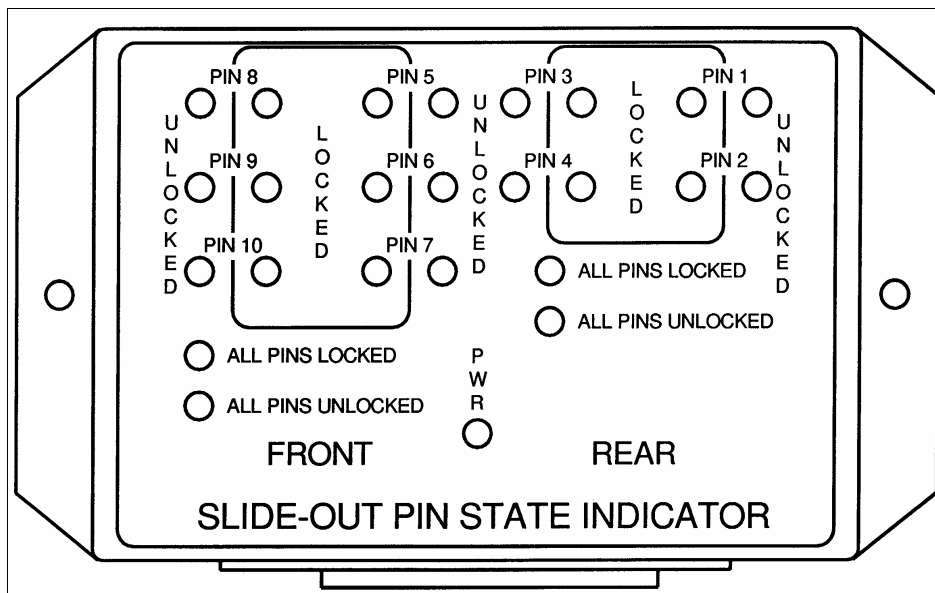 PIN 8
PIN 5
PIN 3
PIN 1
UNLOCKED
LOCKED
UNLOCKED
LOCKED
UNLOCKED
PIN 9
PIN 6
PIN 4
PIN 2
PIN 10
PIN 7
ALL PINS LOCKED
ALL PINS UNLOCKED
ALL PINS LOCKED
ALL PINS UNLOCKED
PWR
FRONT
REAR
SLIDE-OUT PIN STATE INDICATOR